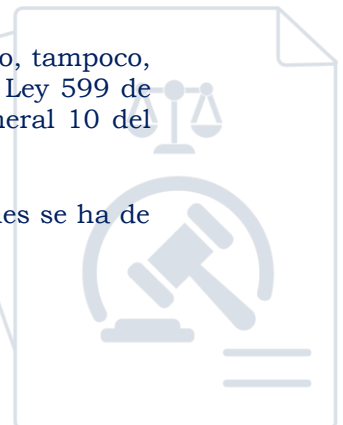 o, tampoco,
Ley 599 de
neral 10 del
es se ha de